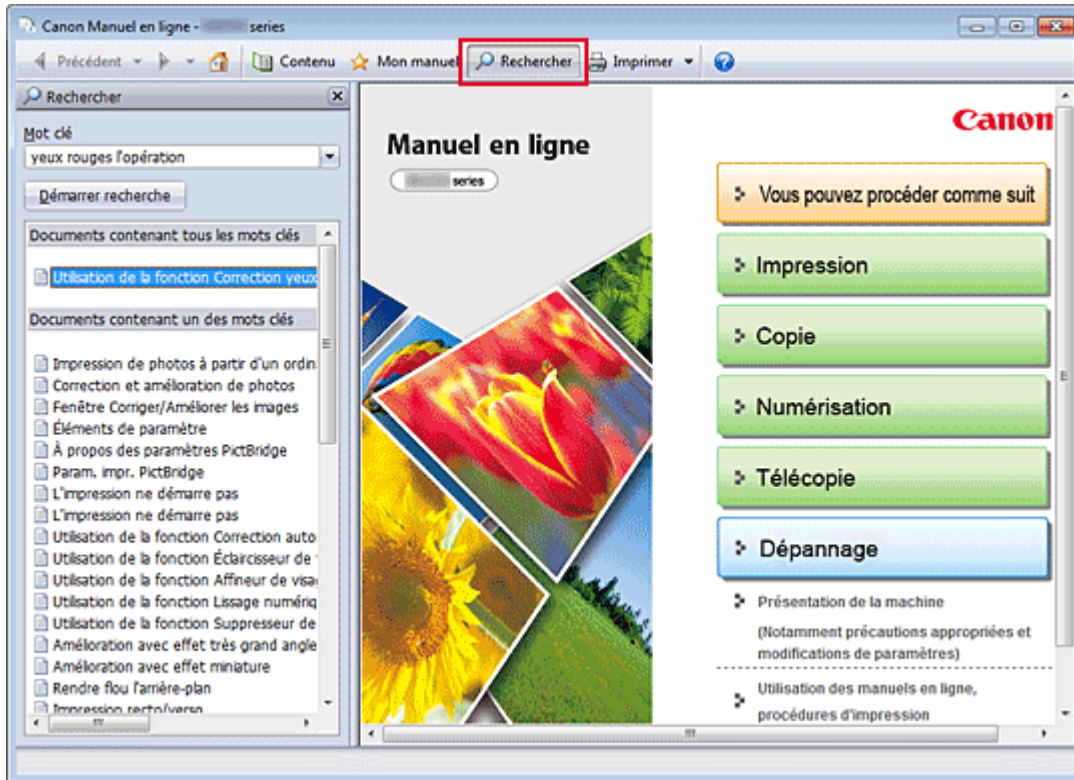 Canon Manuel en ligne - series
Précédent Contenu Mon manuel Rechercher Imprimer
Rechercher
Mot clé
yeux rouges l'opération
Démarrer recherche
Documents contenant tous les mots clés
Utilisation de la fonction Correction yeux
Documents contenant un des mots clés
Impression de photos à partir d'un ordin
Correction et amélioration de photos
Fenêtre Corriger/Améliorer les images
Éléments de paramètre
À propos des paramètres PictBridge
Param. impr. PictBridge
L'impression ne démarre pas
L'impression ne démarre pas
Utilisation de la fonction Correction auto
Utilisation de la fonction Éclaircisseur de
Utilisation de la fonction Affineur de visag
Utilisation de la fonction Lissage numériq
Utilisation de la fonction Suppresseur de
Amélioration avec effet très grand angle
Amélioration avec effet miniature
Rendre flou l'arrière-plan
Impression recto/verso
Canon
Manuel en ligne
series
Vous pouvez procéder comme suit
Impression
Copie
Numérisation
Télécopie
Dépannage
Présentation de la machine
(Notamment précautions appropriées et
modifications de paramètres)
Utilisation des manuels en ligne,
procédures d'impression